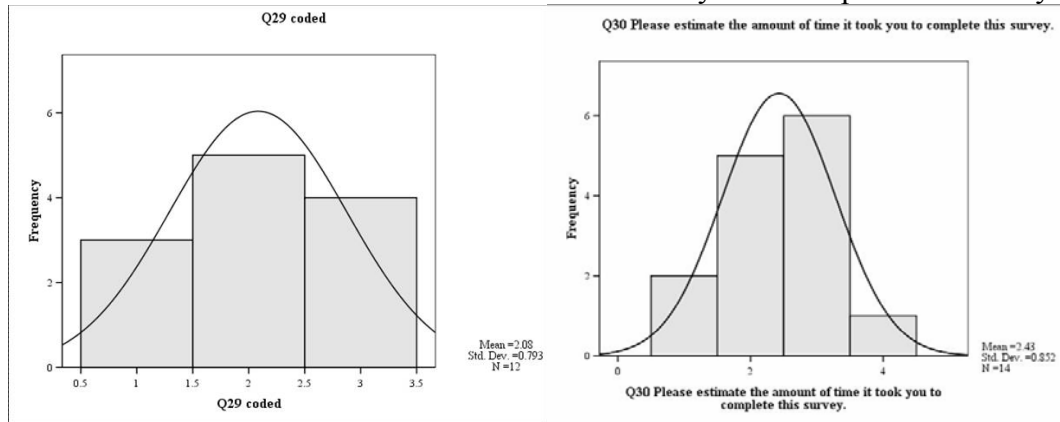 Q29 coded
Frequency
6
4
2
0
0.5
1
1.5
2
2.5
3
3.5
Q29 coded
Mean =2.08
Std. Dev. =0.793
N =12
Q30 Please estimate the amount of time it took you to complete this survey.
Frequency
6
4
2
0
0
2
4
Q30 Please estimate the amount of time it took you to
complete this survey.
Mean =2.43
Std. Dev. =0.852
N =14